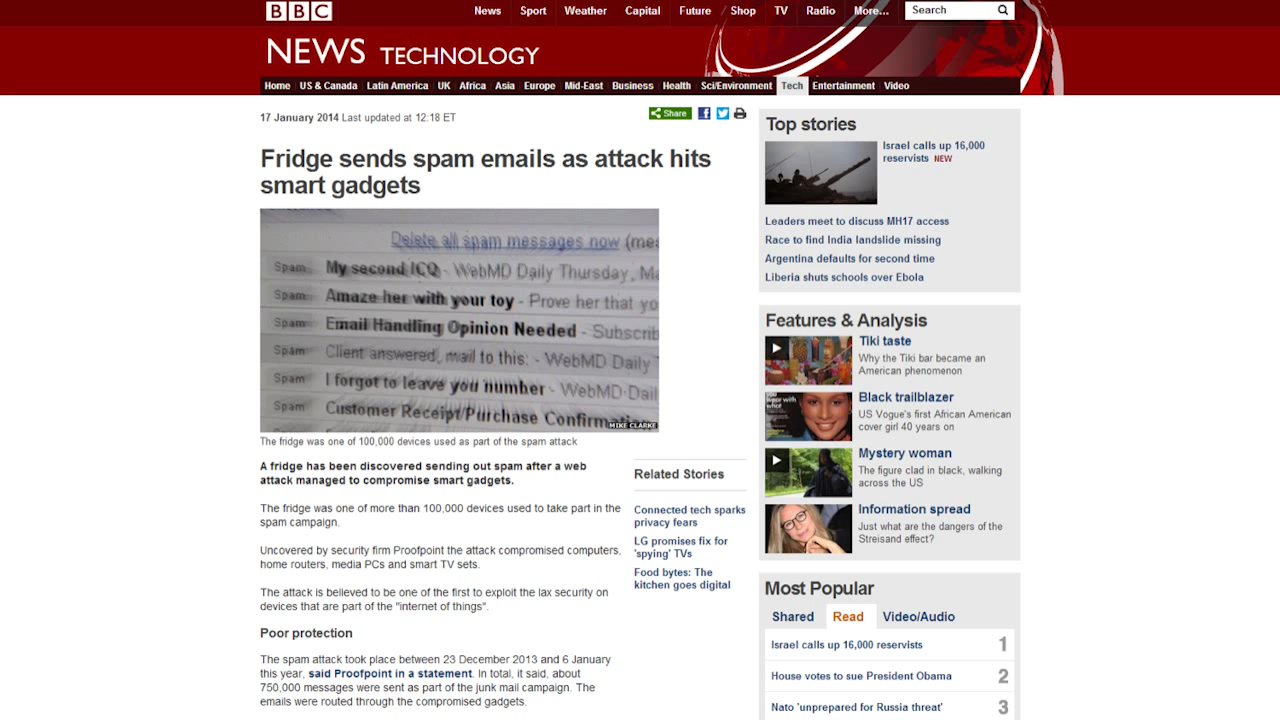 BBC
News Sport Weather Capital Future Shop TV Radio More... Search
NEWS TECHNOLOGY
Home US & Canada Latin America UK Africa Asia Europe Mid-East Business Health Sci/Environment Tech Entertainment Video
17 January 2014 Last updated at 12:18 ET
Share
Fridge sends spam emails as attack hits
smart gadgets
Delete all spam messages now (mes
Spam My second ICQ - WebMD Daily Thursday, Ma
Spam Amaze her with your toy - Prove her that yo
Spam Email Handling Opinion Needed - Subscrib
Spam Client answered, mail to this: - WebMD Daily
Spam I forgot to leave you number - WebMD Dail
Spam Customer Receipt/Purchase Confirmatio
MIKE CLARKE
The fridge was one of 100,000 devices used as part of the spam attack
A fridge has been discovered sending out spam after a web
attack managed to compromise smart gadgets.
The fridge was one of more than 100,000 devices used to take part in the
spam campaign.
Uncovered by security firm Proofpoint the attack compromised computers,
home routers, media PCs and smart TV sets.
The attack is believed to be one of the first to exploit the lax security on
devices that are part of the "internet of things".
Poor protection
The spam attack took place between 23 December 2013 and 6 January
this year, said Proofpoint in a statement. In total, it said, about
750,000 messages were sent as part of the junk mail campaign. The
emails were routed through the compromised gadgets.
Related Stories
Connected tech sparks
privacy fears
LG promises fix for
'spying' TVs
Food bytes: The
kitchen goes digital
Top stories
Israel calls up 16,000
reservists NEW
Leaders meet to discuss MH17 access
Race to find India landslide missing
Argentina defaults for second time
Liberia shuts schools over Ebola
Features & Analysis
Tiki taste
Why the Tiki bar became an
American phenomenon
Black trailblazer
US Vogue's first African American
cover girl 40 years on
Mystery woman
The figure clad in black, walking
across the US
Information spread
Just what are the dangers of the
Streisand effect?
Most Popular
Shared Read Video/Audio
Israel calls up 16,000 reservists 1
House votes to sue President Obama 2
Nato 'unprepared for Russia threat' 3